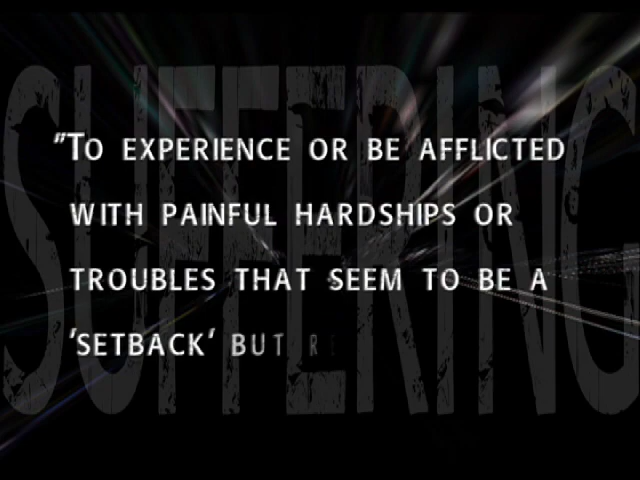 SUFFERING
"TO EXPERIENCE OR BE AFFLICTED
WITH PAINFUL HARDSHIPS OR
TROUBLES THAT SEEM TO BE A
'SETBACK' BUT